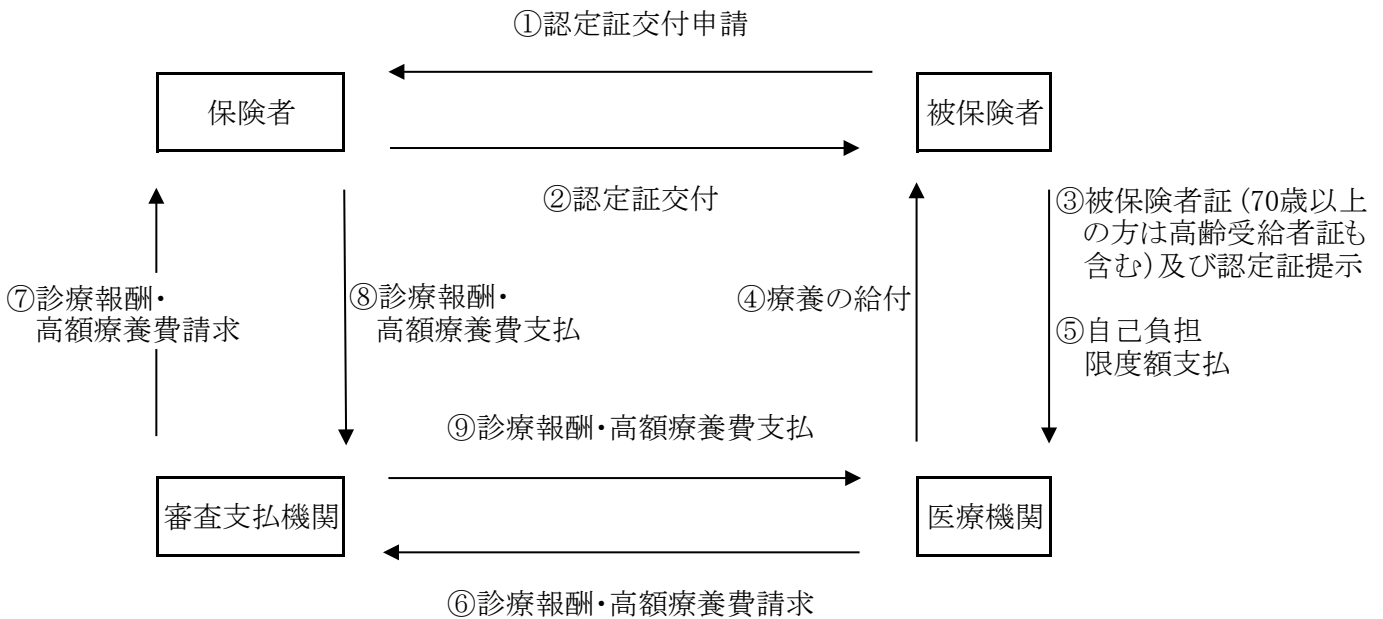 ①認定証交付申請
保険者
被保険者
②認定証交付
③被保険者証(70歳以上
の方は高齢受給者証も
含む)及び認定証提示
⑦診療報酬・
高額療養費請求
⑧診療報酬・
高額療養費支払
④療養の給付
⑤自己負担
限度額支払
⑨診療報酬・高額療養費支払
審査支払機関
医療機関
⑥診療報酬・高額療養費請求